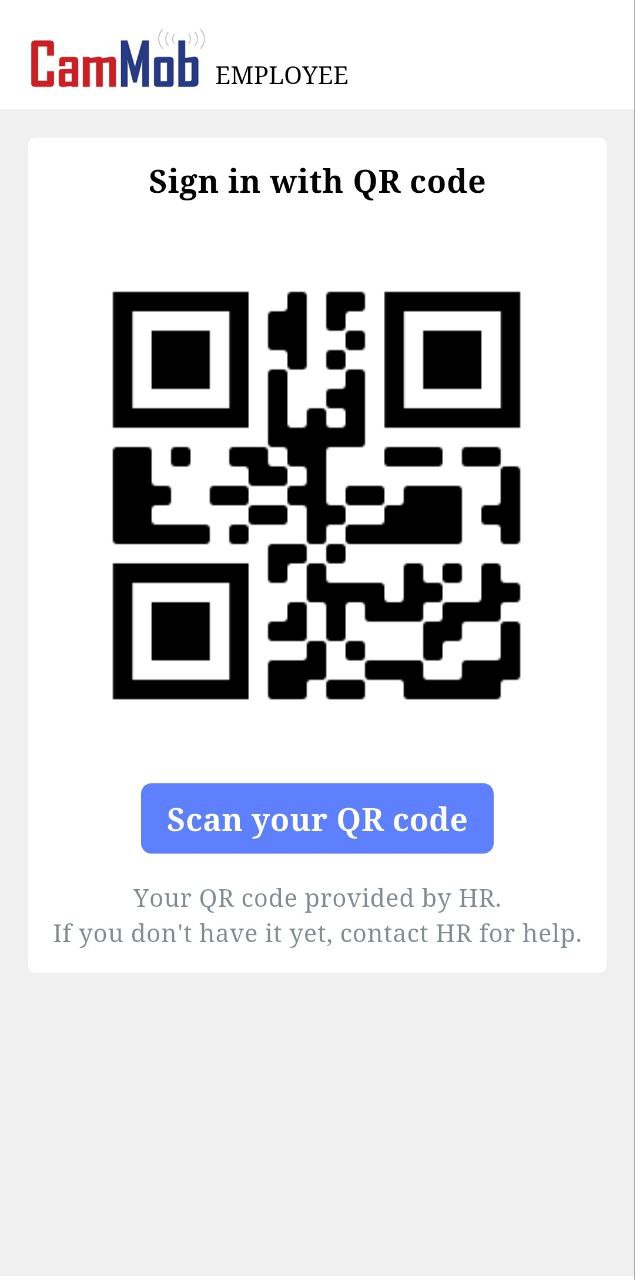 CamMob EMPLOYEE
Sign in with QR code
Scan your QR code
Your QR code provided by HR.
If you don't have it yet, contact HR for help.